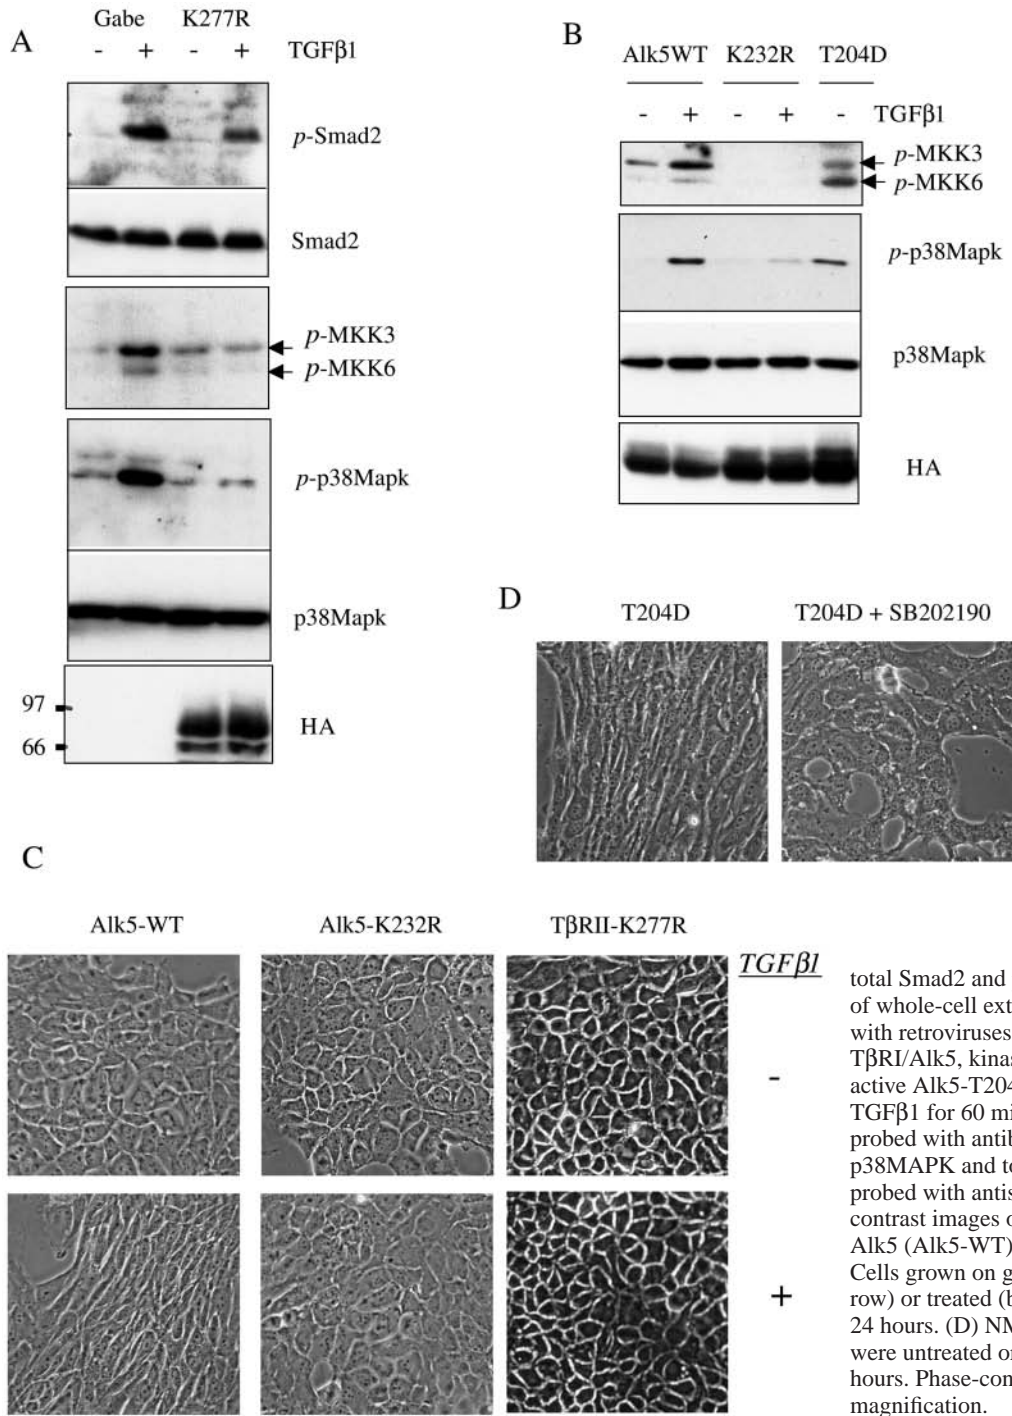 A
Gabe K277R
- + - + TGFβ1
p-Smad2
Smad2
p-MKK3
p-MKK6
p-p38Mapk
p38Mapk
97
66
HA
B
Alk5WT K232R T204D
- + - + - TGFβ1
p-MKK3
p-MKK6
p-p38Mapk
p38Mapk
HA
D
T204D T204D + SB202190
C
Alk5-WT Alk5-K232R TβRII-K277R
TGFβ1
-
+
total Smad2 and
of whole-cell ext
with retroviruses
TβRI/Alk5, kinas
active Alk5-T204
TGFβ1 for 60 mi
probed with antib
p38MAPK and to
probed with antis
contrast images o
Alk5 (Alk5-WT)
Cells grown on g
row) or treated (b
24 hours. (D) NM
were untreated or
hours. Phase-con
magnification.